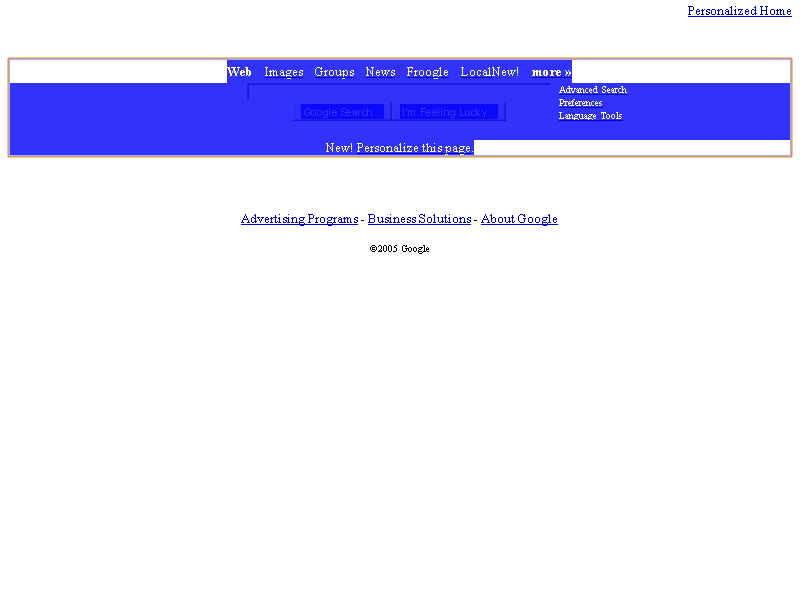 Personalized Home
Web Images Groups News Froogle LocalNew! more »
Advanced Search
Preferences
Language Tools
Google Search I'm Feeling Lucky
New! Personalize this page.
Advertising Programs - Business Solutions - About Google
©2005 Google